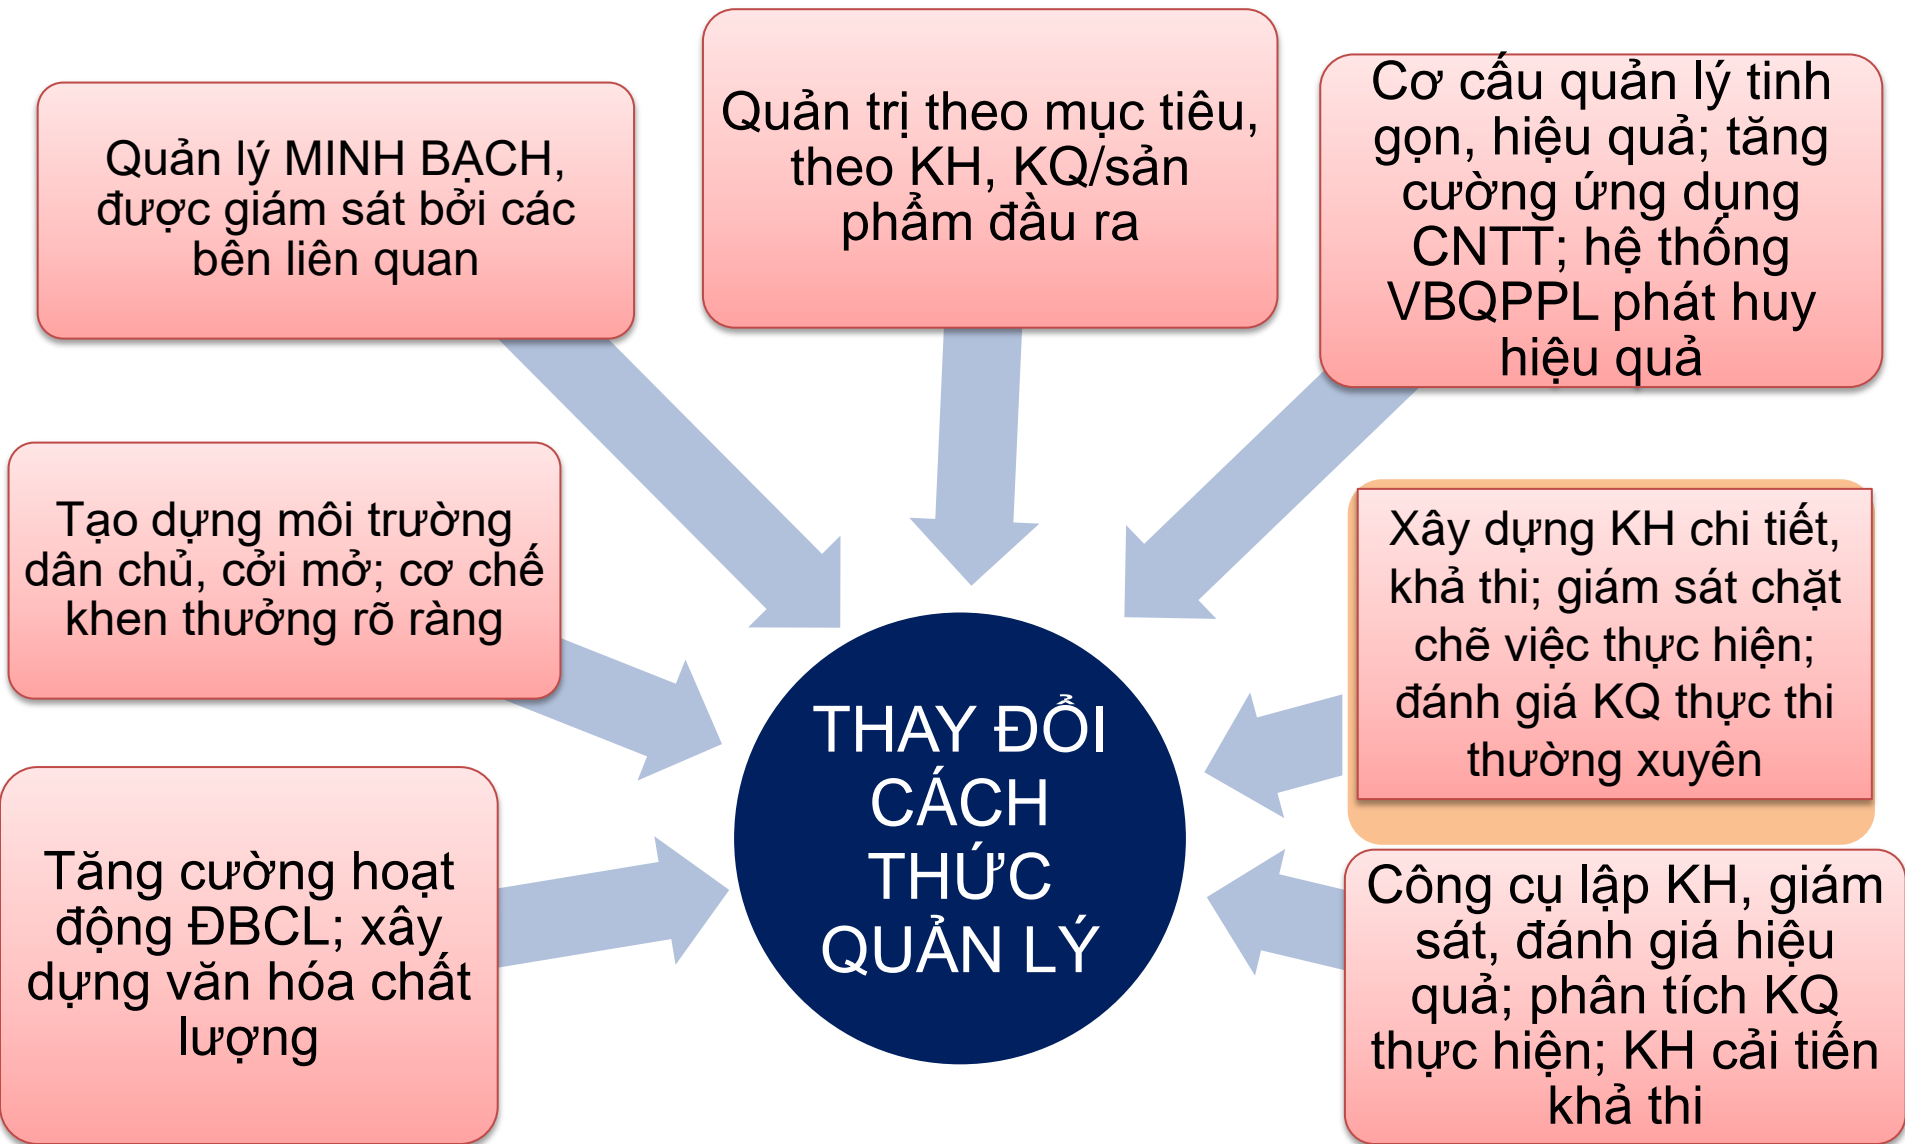 Quản lý MINH BẠCH,
được giám sát bởi các
bên liên quan
Quản trị theo mục tiêu,
theo KH, KQ/sản
phẩm đầu ra
Cơ cấu quản lý tinh
gọn, hiệu quả; tăng
cường ứng dụng
CNTT; hệ thống
VBQPPL phát huy
hiệu quả
Tạo dựng môi trường
dân chủ, cởi mở; cơ chế
khen thưởng rõ ràng
Xây dựng KH chi tiết,
khả thi; giám sát chặt
chẽ việc thực hiện;
đánh giá KQ thực thi
thường xuyên
Tăng cường hoạt
động ĐBCL; xây
dựng văn hóa chất
lượng
THAY ĐỔI
CÁCH
THỨC
QUẢN LÝ
Công cụ lập KH, giám
sát, đánh giá hiệu
quả; phân tích KQ
thực hiện; KH cải tiến
khả thi